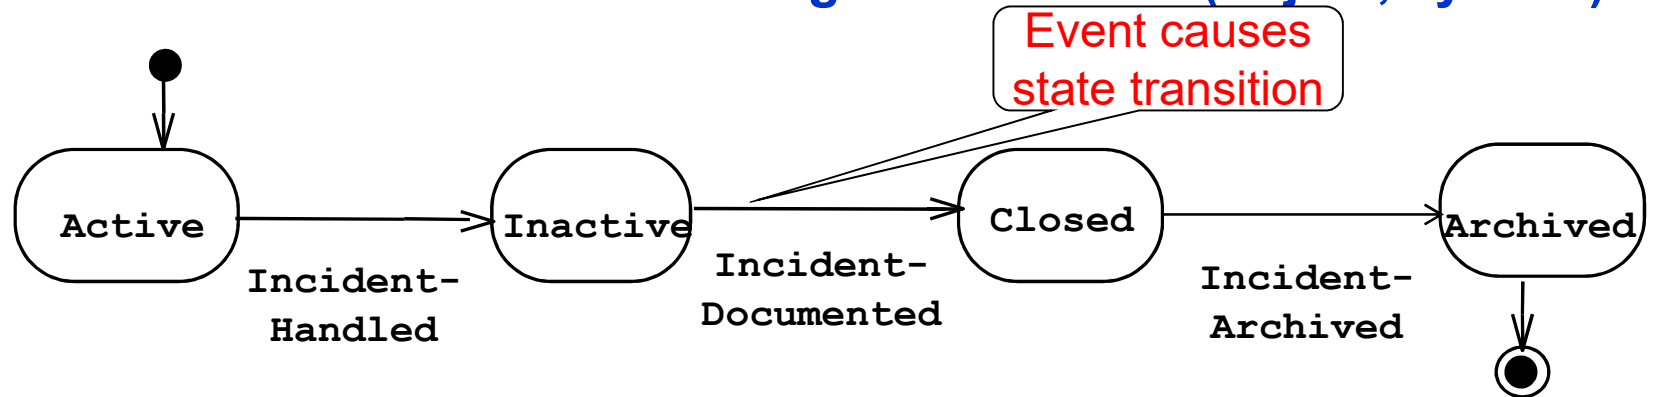 Event causes
state transition
Active
Inactive
Closed
Archived
Incident-
Handled
Incident-
Documented
Incident-
Archived